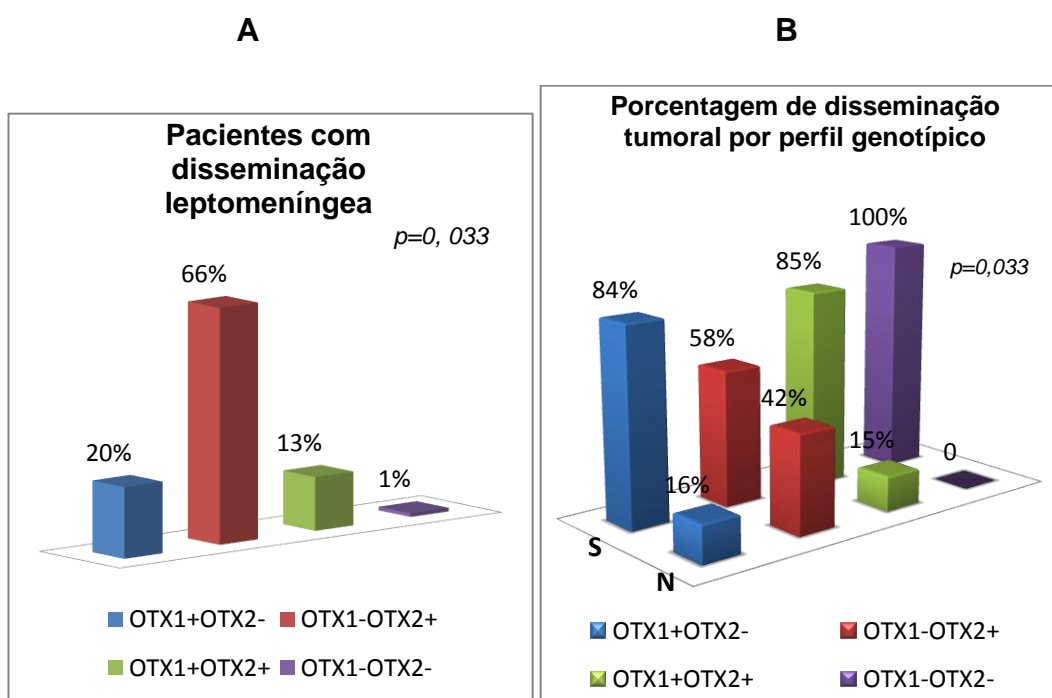 A
B
Pacientes com
disseminação
leptomeníngea
p=0, 033
66%
20%
13%
1%
OTX1+OTX2- OTX1-OTX2+
OTX1+OTX2+ OTX1-OTX2-
Porcentagem de disseminação
tumoral por perfil genotípico
100%
p=0,033
85%
84%
58%
42%
15%
0
16%
S
N
OTX1+OTX2- OTX1-OTX2+
OTX1+OTX2+ OTX1-OTX2-